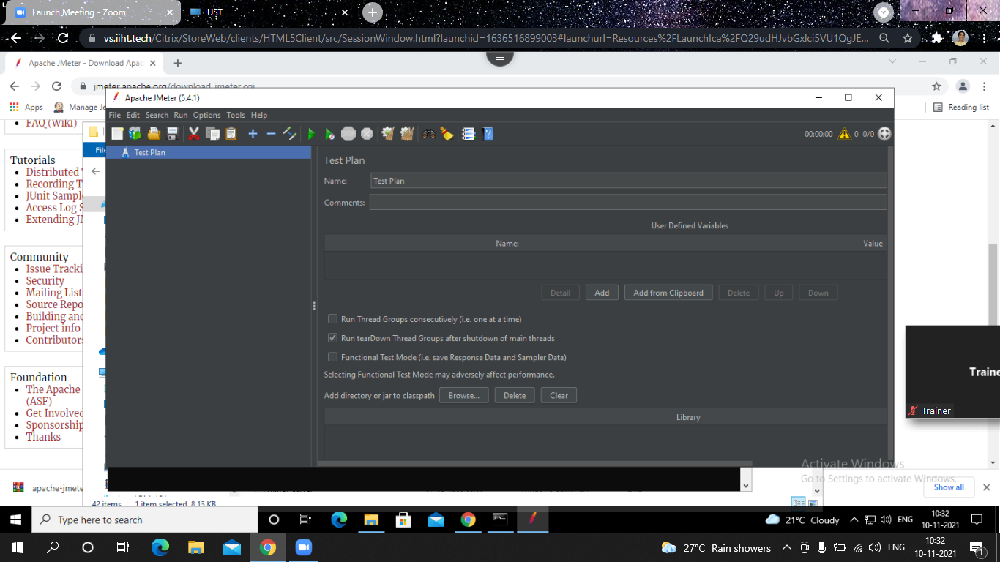 Launch Meeting - Zoom
UST
vs.iiht.tech/Citrix/StoreWeb/clients/HTML5Client/src/SessionWindow.html?launchid=1636516899003#launchurl=Resources%2FLaunchIca%2FQ29udHJvbGxlci5VU1QgJE...
Apache JMeter - Download Apac
jmeter.apache.org/download_jmeter.cgi
Apps
Manage Je
Reading list
Apache JMeter (5.4.1)
File Edit Search Run Options Tools Help
00:00:00 0 0/0
FAQ (Wiki)
Tutorials
Distributed
Recording T
JUnit Sampl
Access Log S
Extending JM
Community
Issue Tracki
Security
Mailing List
Source Repo
Building and
Project info
Contributors
Foundation
The Apache
(ASF)
Get Involved
Sponsorship
Thanks
File
Test Plan
Test Plan
Name: Test Plan
Comments:
User Defined Variables
Name: Value
Detail Add Add from Clipboard Delete Up Down
Run Thread Groups consecutively (i.e. one at a time)
Run tearDown Thread Groups after shutdown of main threads
Functional Test Mode (i.e. save Response Data and Sampler Data)
Selecting Functional Test Mode may adversely affect performance.
Add directory or jar to classpath Browse... Delete Clear
Library
Traine
Trainer
Activate Windows
Go to Settings to activate Windows.
apache-jmete
Show all
42 items 1 item selected 8.13 KB
Type here to search
21°C Cloudy
ENG
10:32
10-11-2021
27°C Rain showers
ENG
10:32
10-11-2021
1